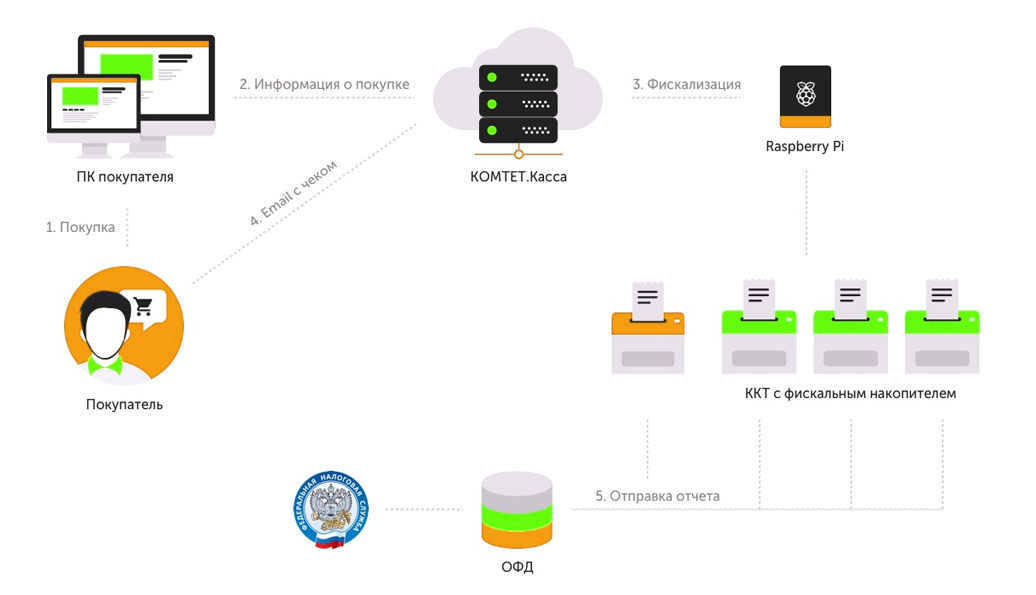 2. Информация о покупке
3. Фискализация
Raspberry Pi
ПК покупателя
КОМТЕТ.Касса
4. Email с чеком
1. Покупка
Покупатель
ККТ с фискальным накопителем
ФЕДЕРАЛЬНАЯ НАЛОГОВАЯ СЛУЖБА
5. Отправка отчета
ОФД